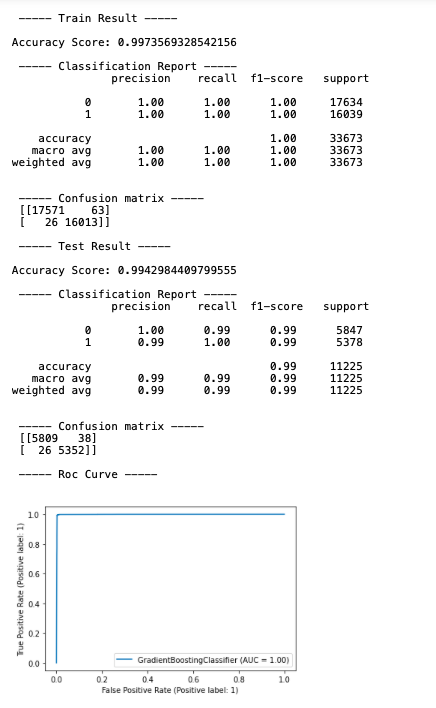 ----- Train Result -----
Accuracy Score: 0.9973569328542156
----- Classification Report -----
precision recall f1-score support
0 1.00 1.00 1.00 17634
1 1.00 1.00 1.00 16039
accuracy 1.00 33673
macro avg 1.00 1.00 1.00 33673
weighted avg 1.00 1.00 1.00 33673
----- Confusion matrix -----
[[17571 63]
[ 26 16013]]
----- Test Result -----
Accuracy Score: 0.9942984409799555
----- Classification Report -----
precision recall f1-score support
0 1.00 0.99 0.99 5847
1 0.99 1.00 0.99 5378
accuracy 0.99 11225
macro avg 0.99 0.99 0.99 11225
weighted avg 0.99 0.99 0.99 11225
----- Confusion matrix -----
[[5809 38]
[ 26 5352]]
----- Roc Curve -----
True Positive Rate (Positive label: 1)
1.0
0.8
0.6
0.4
0.2
0.0
GradientBoostingClassifier (AUC = 1.00)
0.0 0.2 0.4 0.6 0.8 1.0
False Positive Rate (Positive label: 1)